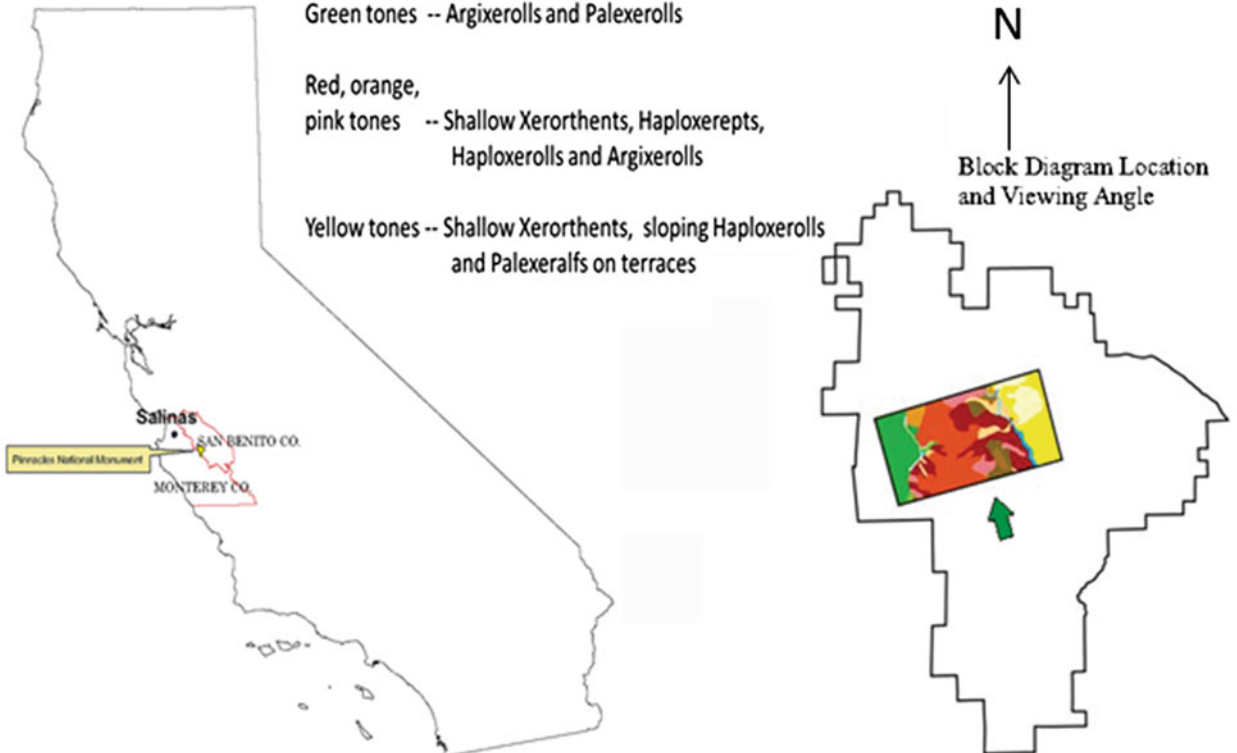 Green tones -- Argixerolls and Palexerolls
Red, orange,
pink tones -- Shallow Xerorthents, Haploxerepts,
Haploxerolls and Argixerolls
Yellow tones -- Shallow Xerorthents, sloping Haploxerolls
and Palexeralfs on terraces
N
Block Diagram Location
and Viewing Angle
Salinas
SAN BENITO CO.
Pinnacles National Monument
MONTEREY CO.